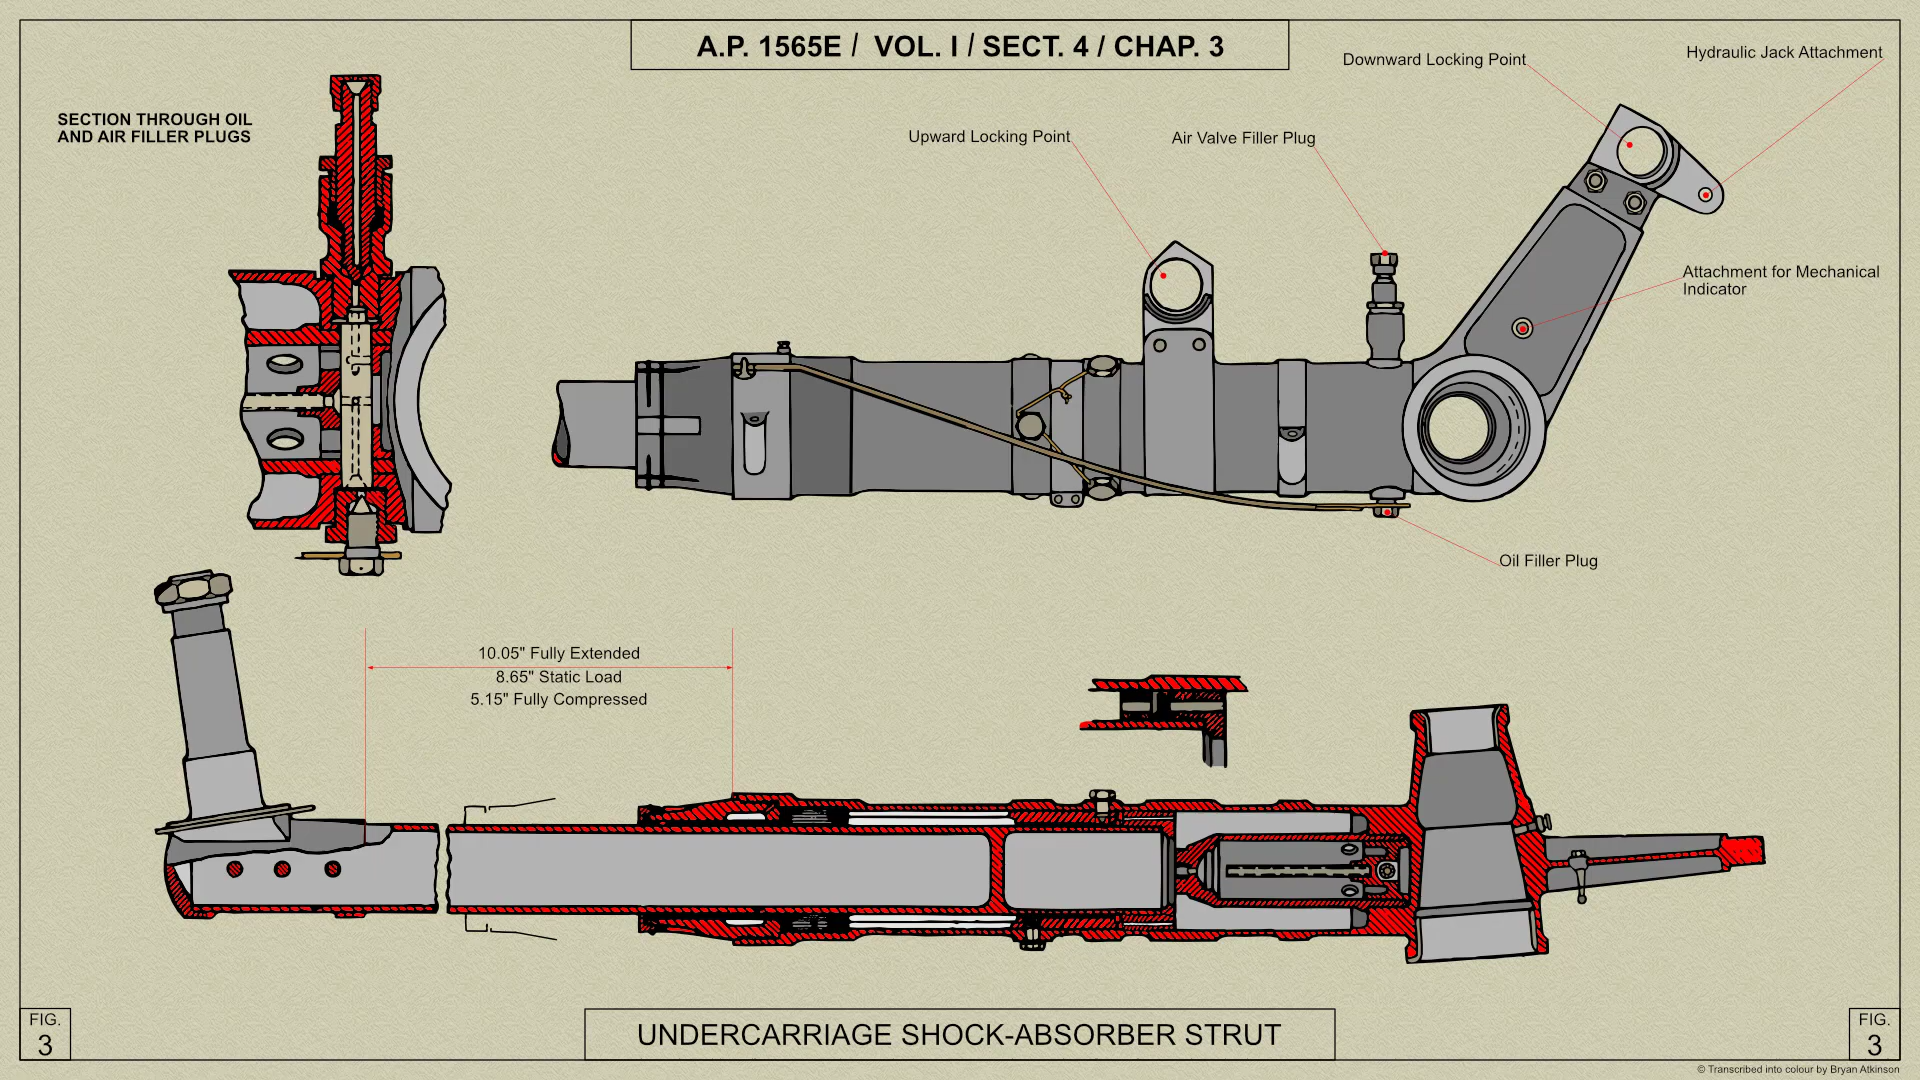 A.P. 1565E / VOL. I / SECT. 4 / CHAP. 3
SECTION THROUGH OIL
AND AIR FILLER PLUGS
Upward Locking Point
Air Valve Filler Plug
Downward Locking Point
Hydraulic Jack Attachment
Attachment for Mechanical
Indicator
Oil Filler Plug
10.05" Fully Extended
8.65" Static Load
5.15" Fully Compressed
FIG.
3
UNDERCARRIAGE SHOCK-ABSORBER STRUT
FIG.
3
© Transcribed into colour by Bryan Atkinson